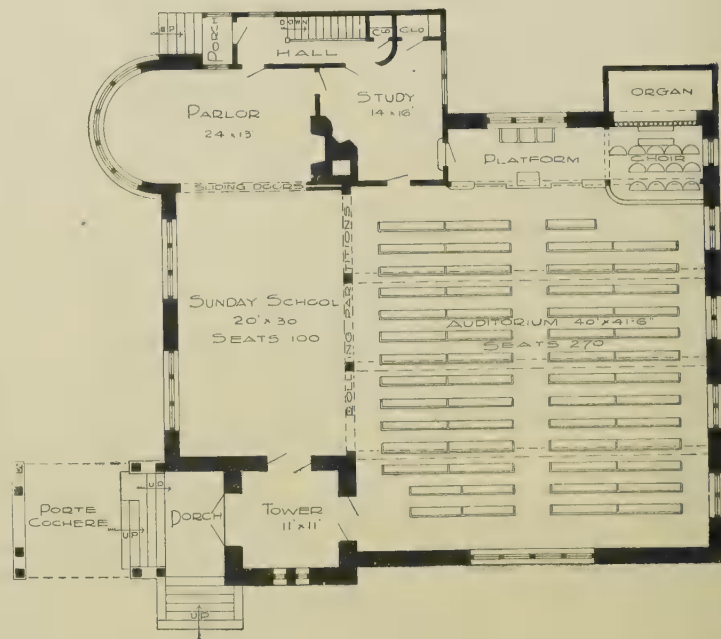 UP
PORCH
DOWN
CLO
CLO
HALL
PARLOR
24 x 13
STUDY
14 x 16'
ORGAN
PLATFORM
CHOIR
SLIDING DOORS
ROLLING PARTITIONS
SUNDAY SCHOOL
20' x 30
SEATS 100
AUDITORIUM 40' x 41-6"
SEATS 270
PORTE
COCHERE
UP
UP
PORCH
TOWER
11' x 11'
UP